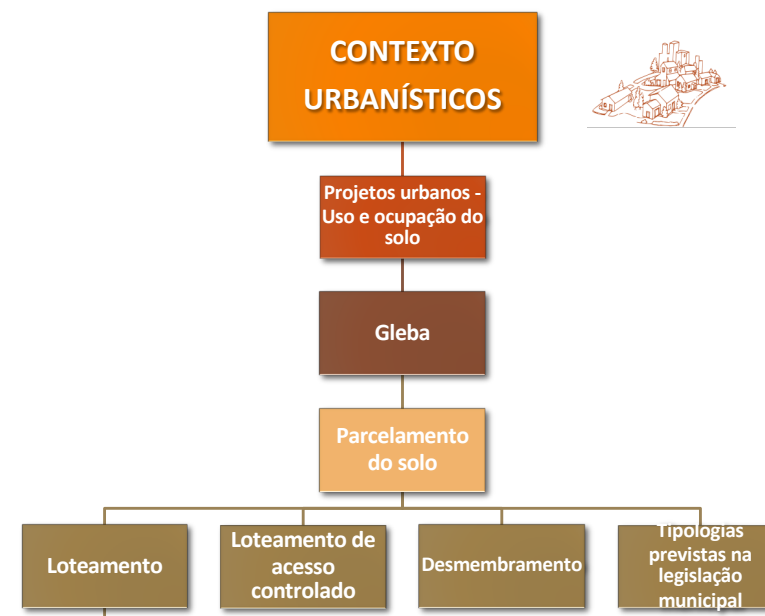 CONTEXTO
URBANÍSTICOS
Projetos urbanos -
Uso e ocupação do
solo
Gleba
Parcelamento
do solo
Loteamento
Loteamento de
acesso
controlado
Desmembramento
Tipologias
previstas na
legislação
municipal